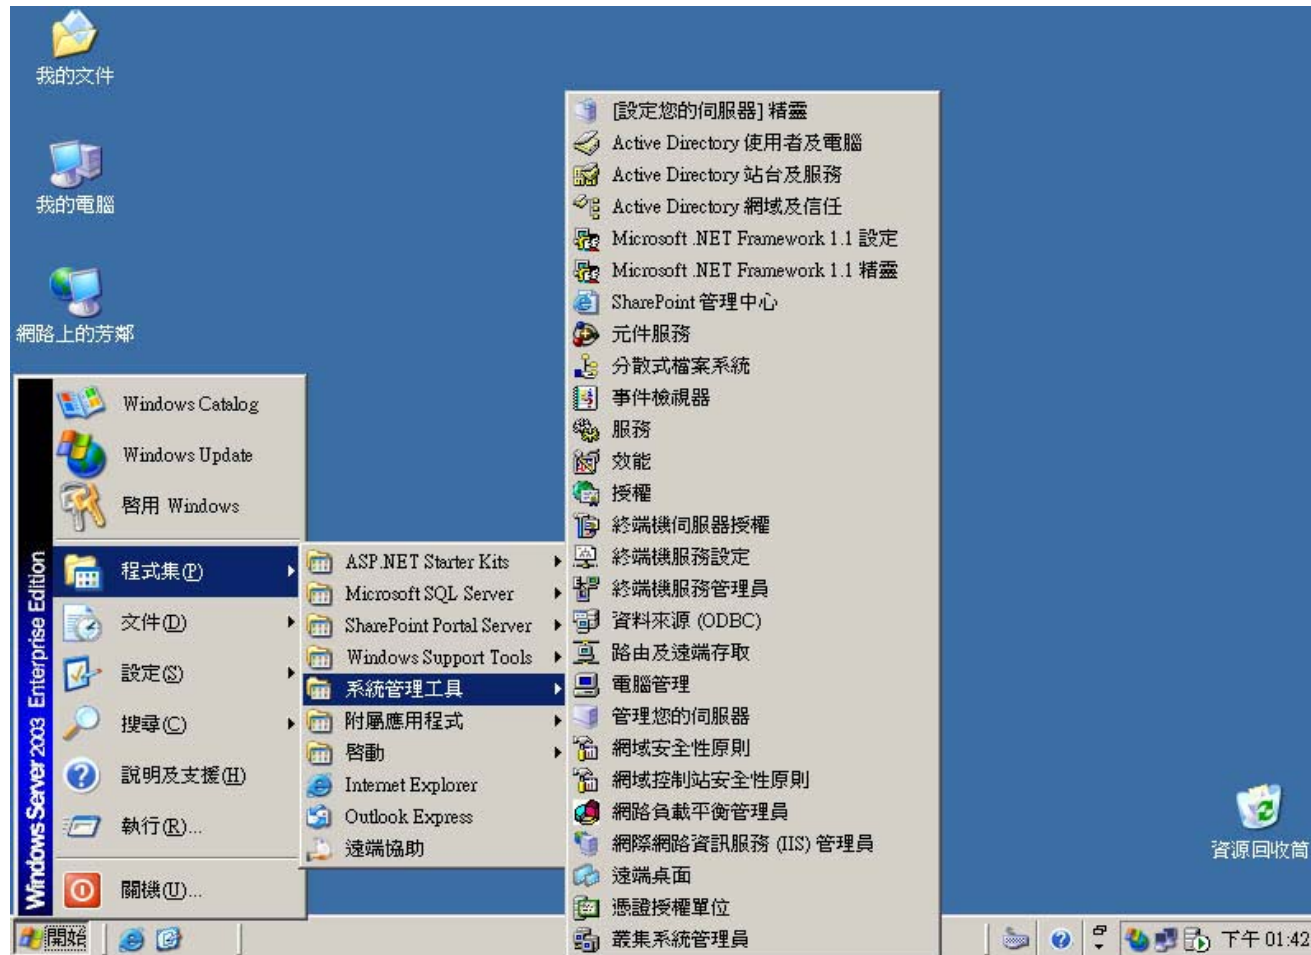 我的文件
我的電腦
網路上的芳鄰
Windows Server 2003 Enterprise Edition
Windows Catalog
Windows Update
啟用 Windows
程式集(P)
文件(D)
設定(S)
搜尋(C)
說明及支援(H)
執行(R)...
關機(U)...
ASP.NET Starter Kits
Microsoft SQL Server
SharePoint Portal Server
Windows Support Tools
系統管理工具
附屬應用程式
啟動
Internet Explorer
Outlook Express
遠端協助
[設定您的伺服器] 精靈
Active Directory 使用者及電腦
Active Directory 站台及服務
Active Directory 網域及信任
Microsoft .NET Framework 1.1 設定
Microsoft .NET Framework 1.1 精靈
SharePoint 管理中心
元件服務
分散式檔案系統
事件檢視器
服務
效能
授權
終端機伺服器授權
終端機服務設定
終端機服務管理員
資料來源 (ODBC)
路由及遠端存取
電腦管理
管理您的伺服器
網域安全性原則
網域控制站安全性原則
網路負載平衡管理員
網際網路資訊服務 (IIS) 管理員
遠端桌面
憑證授權單位
叢集系統管理員
資源回收筒
開始
下午 01:42